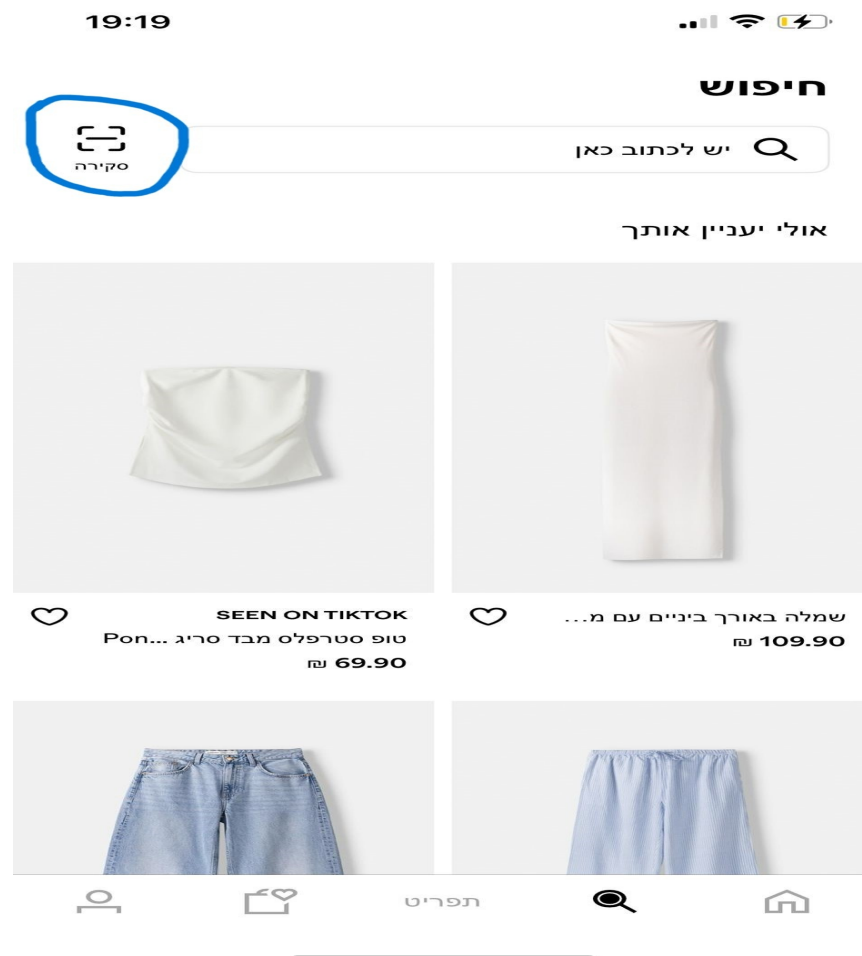 19:19
חיפוש
יש לכתוב כאן
סקירה
אולי יעניין אותך
שמלה באורך ביניים עם מ...
109.90 ₪
SEEN ON TIKTOK
טופ סטרפלס מבד סריג Pon...
69.90 ₪
תפריט